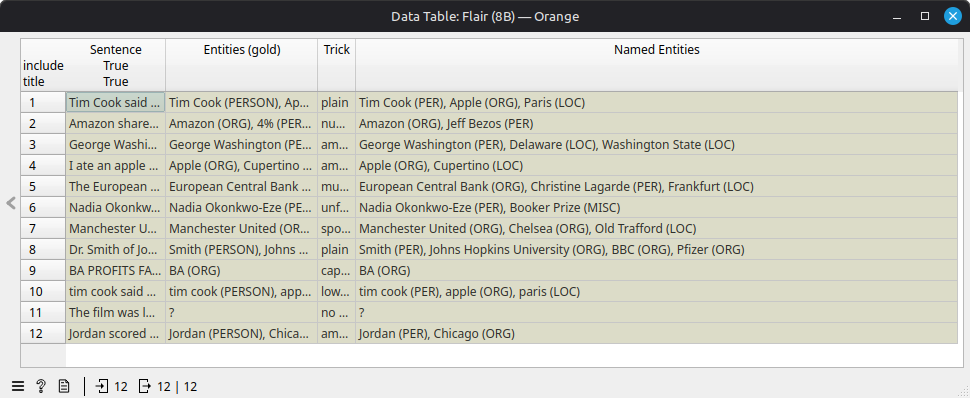 Data Table: Flair (8B) — Orange
Sentence Entities (gold) Trick Named Entities
include True
title True
1 Tim Cook said ... Tim Cook (PERSON), Ap... plain Tim Cook (PER), Apple (ORG), Paris (LOC)
2 Amazon share... Amazon (ORG), 4% (PER... nu... Amazon (ORG), Jeff Bezos (PER)
3 George Washi... George Washington (PE... am... George Washington (PER), Delaware (LOC), Washington State (LOC)
4 I ate an apple ... Apple (ORG), Cupertino ... am... Apple (ORG), Cupertino (LOC)
5 The European ... European Central Bank ... mu... European Central Bank (ORG), Christine Lagarde (PER), Frankfurt (LOC)
6 Nadia Okonkw... Nadia Okonkwo-Eze (PE... unf... Nadia Okonkwo-Eze (PER), Booker Prize (MISC)
7 Manchester U... Manchester United (OR... spo... Manchester United (ORG), Chelsea (ORG), Old Trafford (LOC)
8 Dr. Smith of Jo... Smith (PERSON), Johns ... plain Smith (PER), Johns Hopkins University (ORG), BBC (ORG), Pfizer (ORG)
9 BA PROFITS FA... BA (ORG) cap... BA (ORG)
10 tim cook said ... tim cook (PERSON), app... low... tim cook (PER), apple (ORG), paris (LOC)
11 The film was l... ? no ... ?
12 Jordan scored ... Jordan (PERSON), Chica... am... Jordan (PER), Chicago (ORG)
12 12 | 12